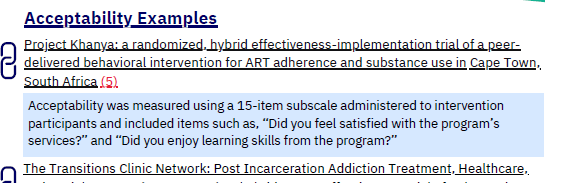 Acceptability Examples
Project Khanya: a randomized, hybrid effectiveness-implementation trial of a peer-
delivered behavioral intervention for ART adherence and substance use in Cape Town,
South Africa (5)
Acceptability was measured using a 15-item subscale administered to intervention
participants and included items such as, “Did you feel satisfied with the program’s
services?” and “Did you enjoy learning skills from the program?”
The Transitions Clinic Network: Post Incarceration Addiction Treatment, Healthcare,